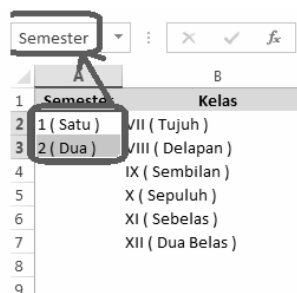 Semester fx
A B
1 Semeste Kelas
2 1 ( Satu ) VII ( Tujuh )
3 2 ( Dua ) VIII ( Delapan )
4 IX ( Sembilan )
5 X ( Sepuluh )
6 XI ( Sebelas )
7 XII ( Dua Belas )
8
9